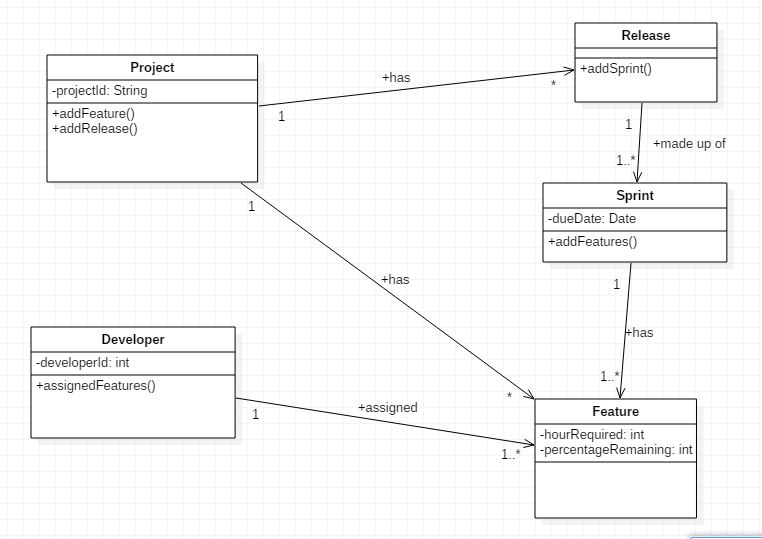 Release
+addSprint()
Project
-projectId: String
+addFeature()
+addRelease()
+has
1
*
1
+made up of
1..*
Sprint
-dueDate: Date
+addFeatures()
1
+has
1
+has
1..*
*
Developer
-developerId: int
+assignedFeatures()
1
+assigned
1..*
Feature
-hourRequired: int
-percentageRemaining: int